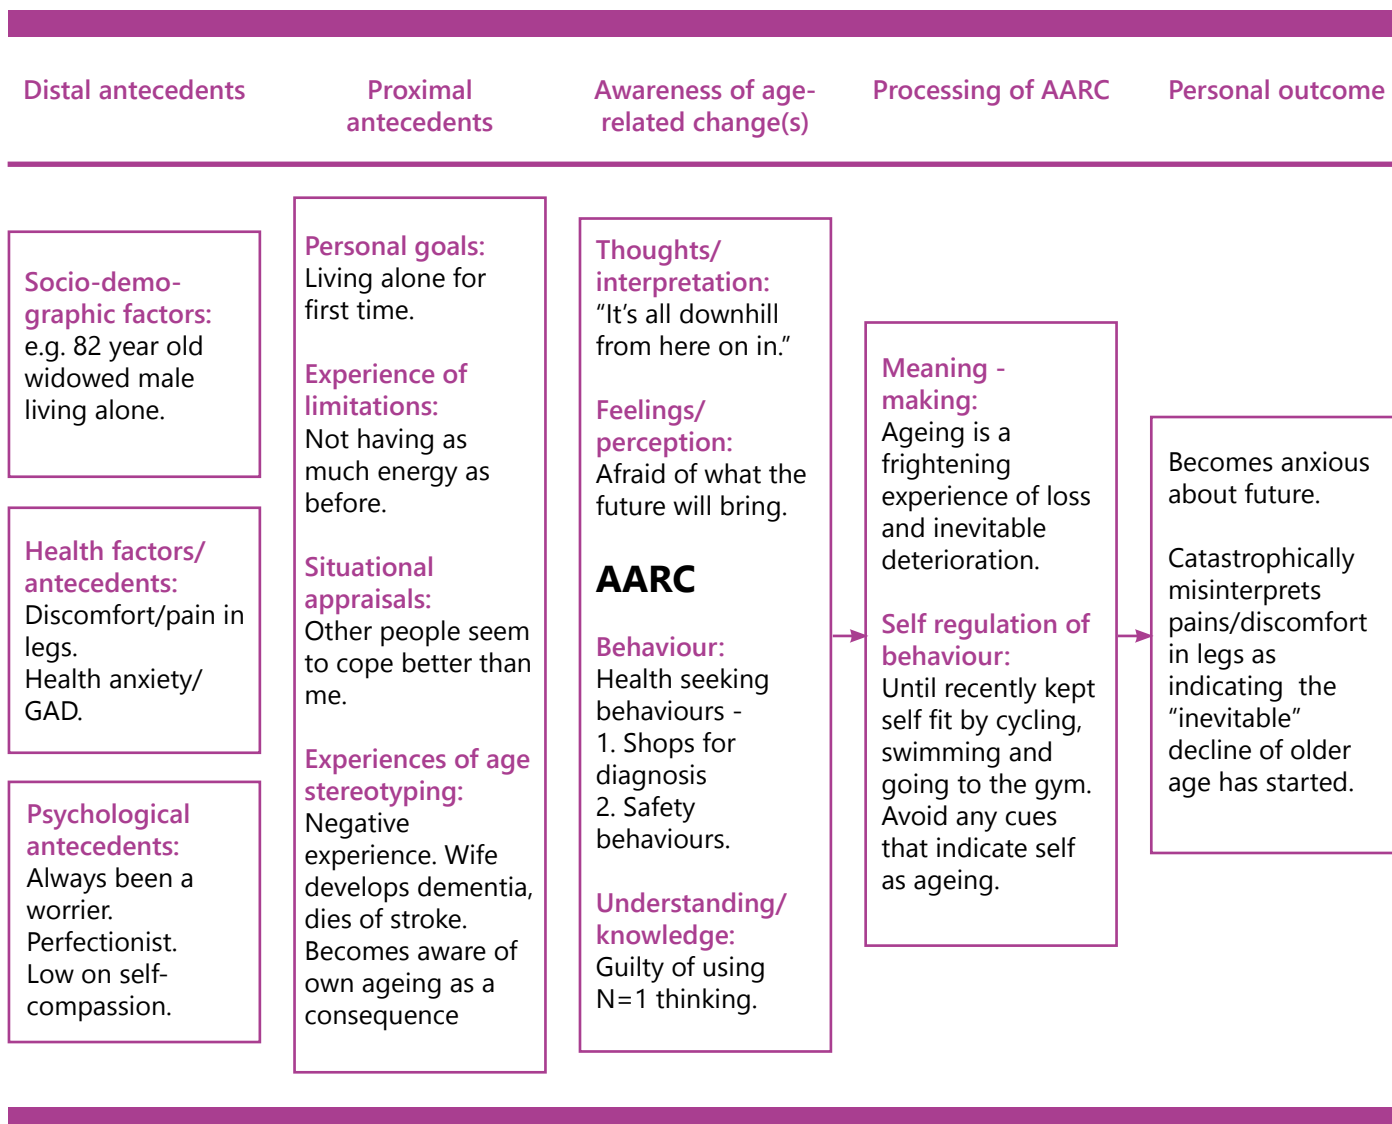 Distal antecedents
Proximal
antecedents
Awareness of age-
related change(s)
Processing of AARC
Personal outcome
Socio-demo-
graphic factors:
e.g. 82 year old
widowed male
living alone.
Health factors/
antecedents:
Discomfort/pain in
legs.
Health anxiety/
GAD.
Psychological
antecedents:
Always been a
worrier.
Perfectionist.
Low on self-
compassion.
Personal goals:
Living alone for
first time.
Experience of
limitations:
Not having as
much energy as
before.
Situational
appraisals:
Other people seem
to cope better than
me.
Experiences of age
stereotyping:
Negative
experience. Wife
develops dementia,
dies of stroke.
Becomes aware of
own ageing as a
consequence
Thoughts/
interpretation:
“It’s all downhill
from here on in.”
Feelings/
perception:
Afraid of what the
future will bring.
AARC
Behaviour:
Health seeking
behaviours -
1. Shops for
diagnosis
2. Safety
behaviours.
Understanding/
knowledge:
Guilty of using
N=1 thinking.
Meaning -
making:
Ageing is a
frightening
experience of loss
and inevitable
deterioration.
Self regulation of
behaviour:
Until recently kept
self fit by cycling,
swimming and
going to the gym.
Avoid any cues
that indicate self
as ageing.
Becomes anxious
about future.
Catastrophically
misinterprets
pains/discomfort
in legs as
indicating the
“inevitable”
decline of older
age has started.